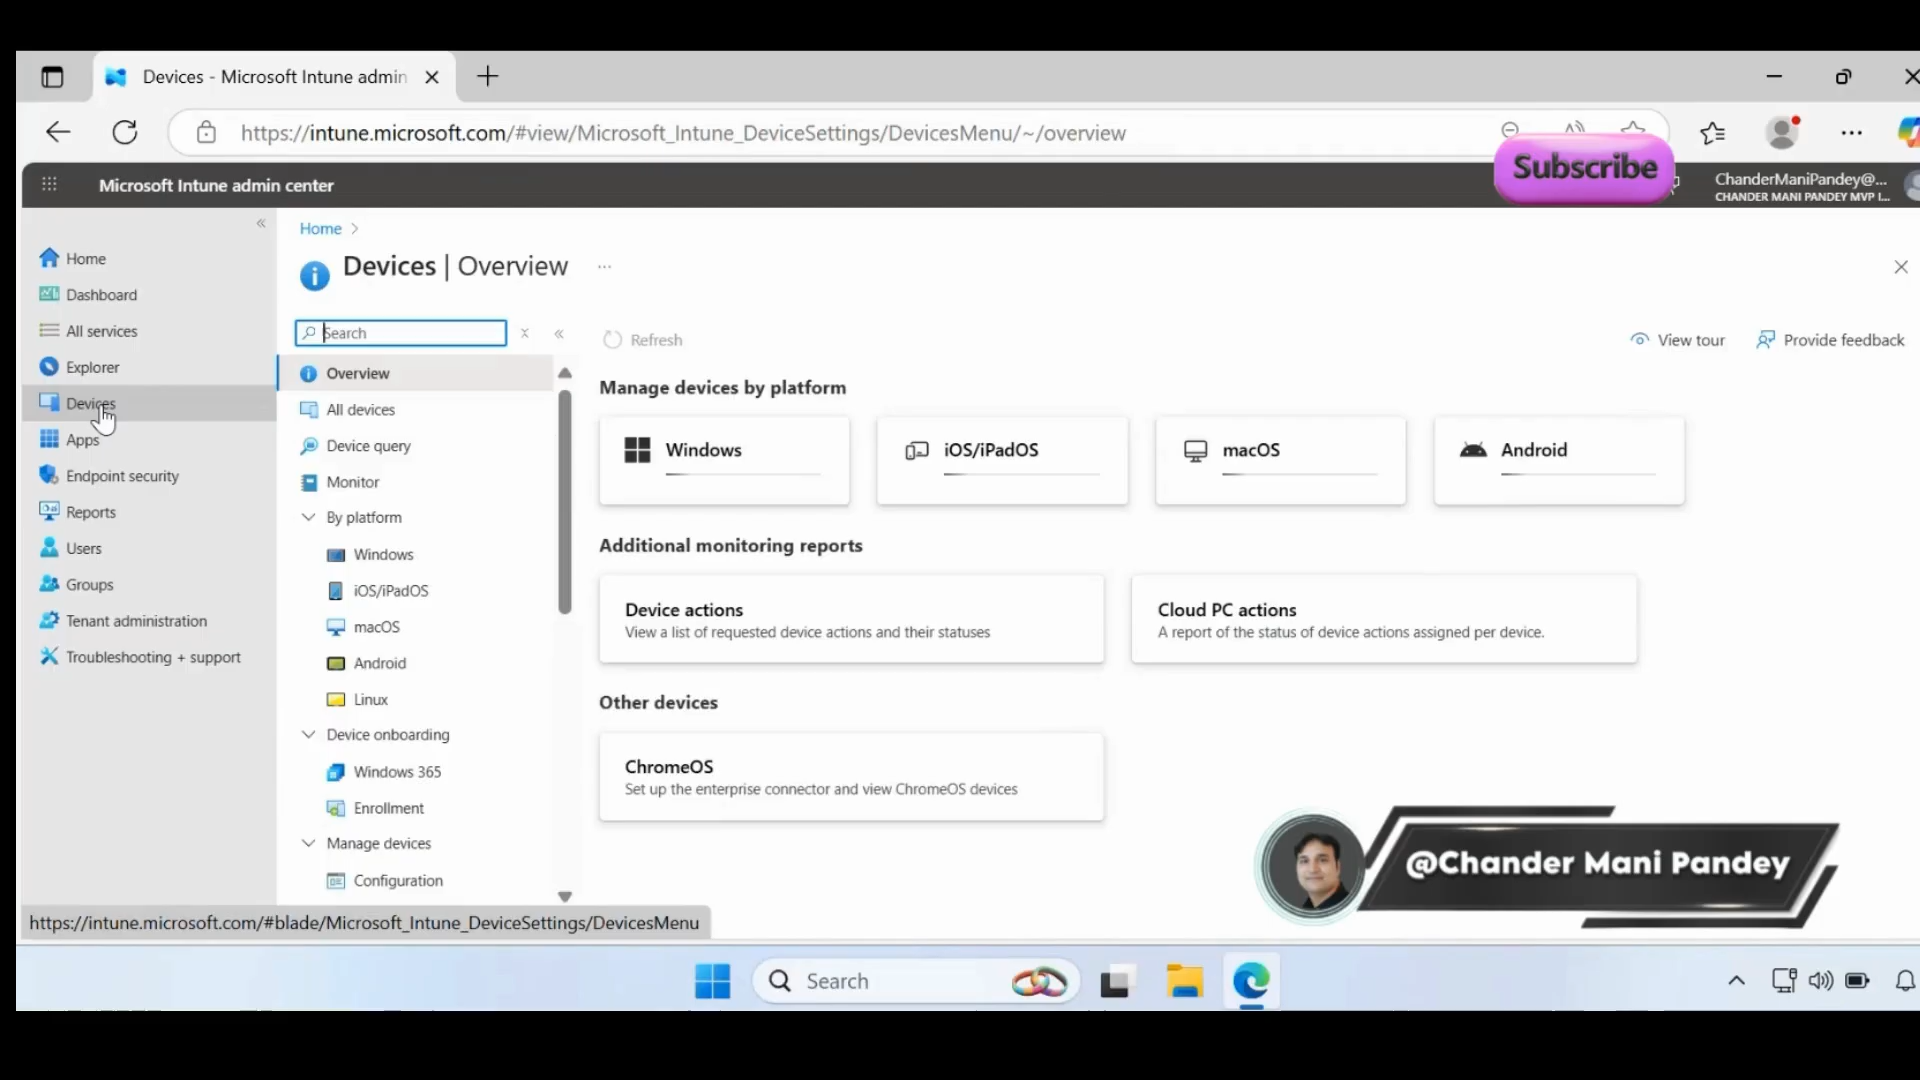 Devices - Microsoft Intune admin
https://intune.microsoft.com/#view/Microsoft_Intune_DeviceSettings/DevicesMenu/~/overview
Subscribe
Microsoft Intune admin center
ChanderManiPandey@...
CHANDER MANI PANDEY MVP I...
Home
Dashboard
All services
Explorer
Devices
Apps
Endpoint security
Reports
Users
Groups
Tenant administration
Troubleshooting + support
Home >
Devices | Overview ...
Search
Overview
All devices
Device query
Monitor
By platform
Windows
iOS/iPadOS
macOS
Android
Linux
Device onboarding
Windows 365
Enrollment
Manage devices
Configuration
Refresh
View tour
Provide feedback
Manage devices by platform
Windows
iOS/iPadOS
macOS
Android
Additional monitoring reports
Device actions
View a list of requested device actions and their statuses
Cloud PC actions
A report of the status of device actions assigned per device.
Other devices
ChromeOS
Set up the enterprise connector and view ChromeOS devices
@Chander Mani Pandey
https://intune.microsoft.com/#blade/Microsoft_Intune_DeviceSettings/DevicesMenu
Search